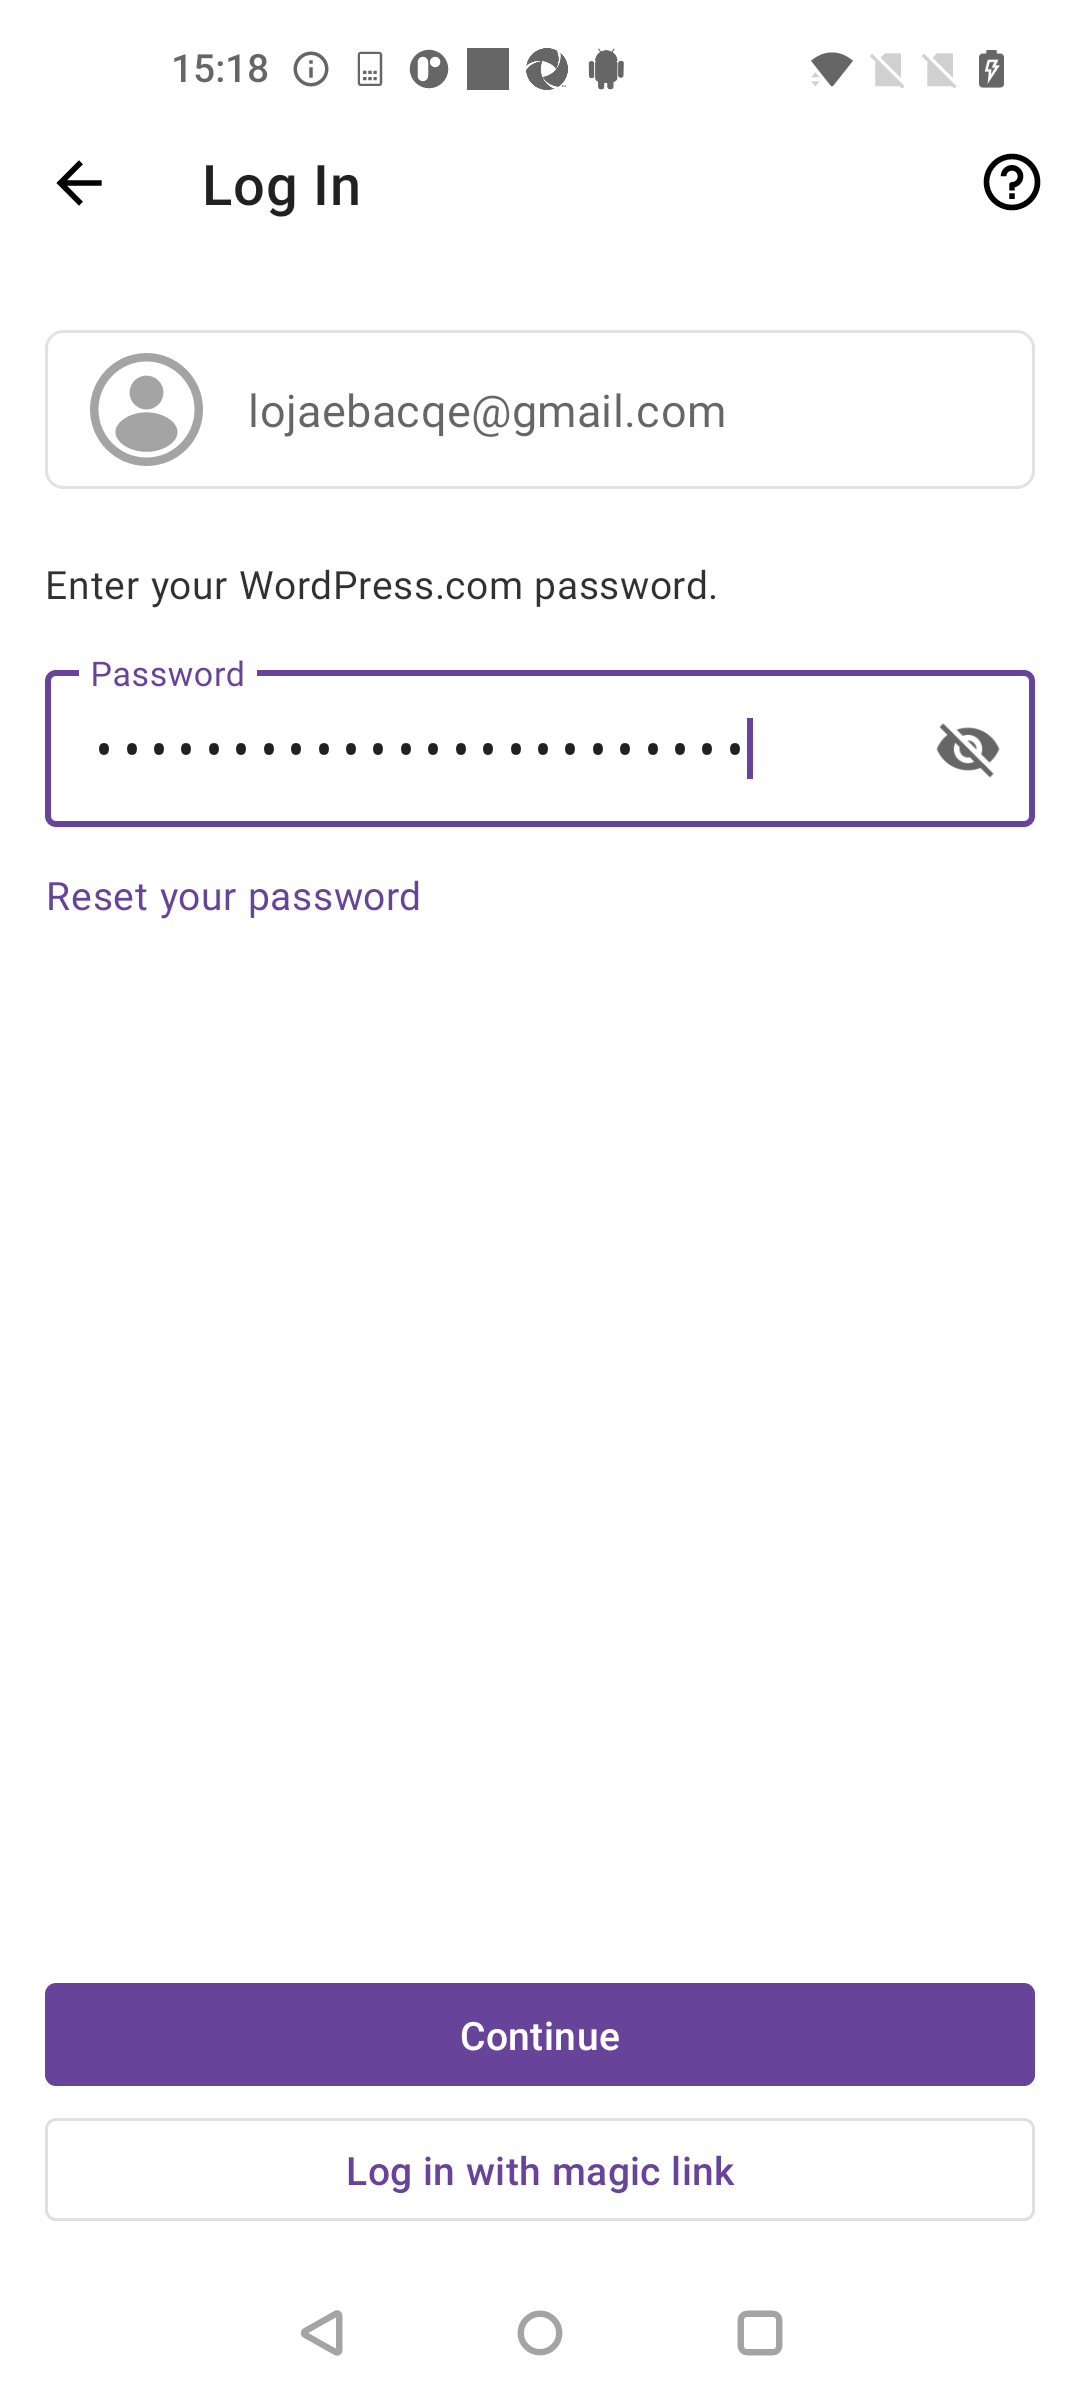 15:18
Log In
lojaebacqe@gmail.com
Enter your WordPress.com password.
Password
••••••••••••••••••••••••
Reset your password
Continue
Log in with magic link